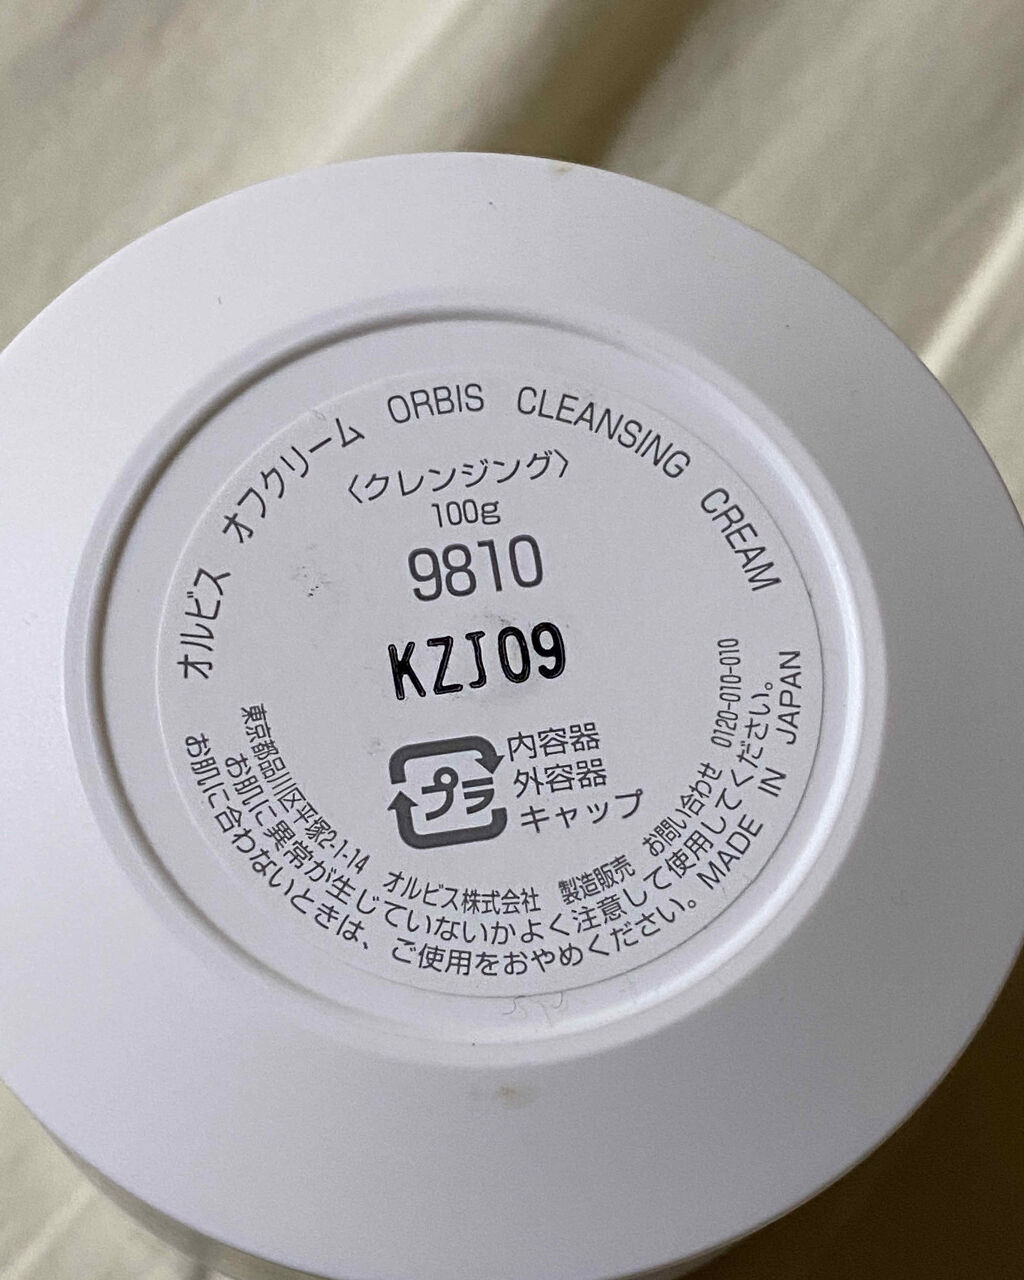 オルビス オフクリーム ORBIS CLEANSING CREAM
〈クレンジング〉
100g
9810
KZJ09
プラ
内容器
外容器
キャップ
東京都品川区平塚2-1-14 オルビス株式会社 製造販売 お問い合わせ 0120-010-010
お肌に異常が生じていないかよく注意して使用してください。
お肌に合わないときは、ご使用をおやめください。 MADE IN JAPAN